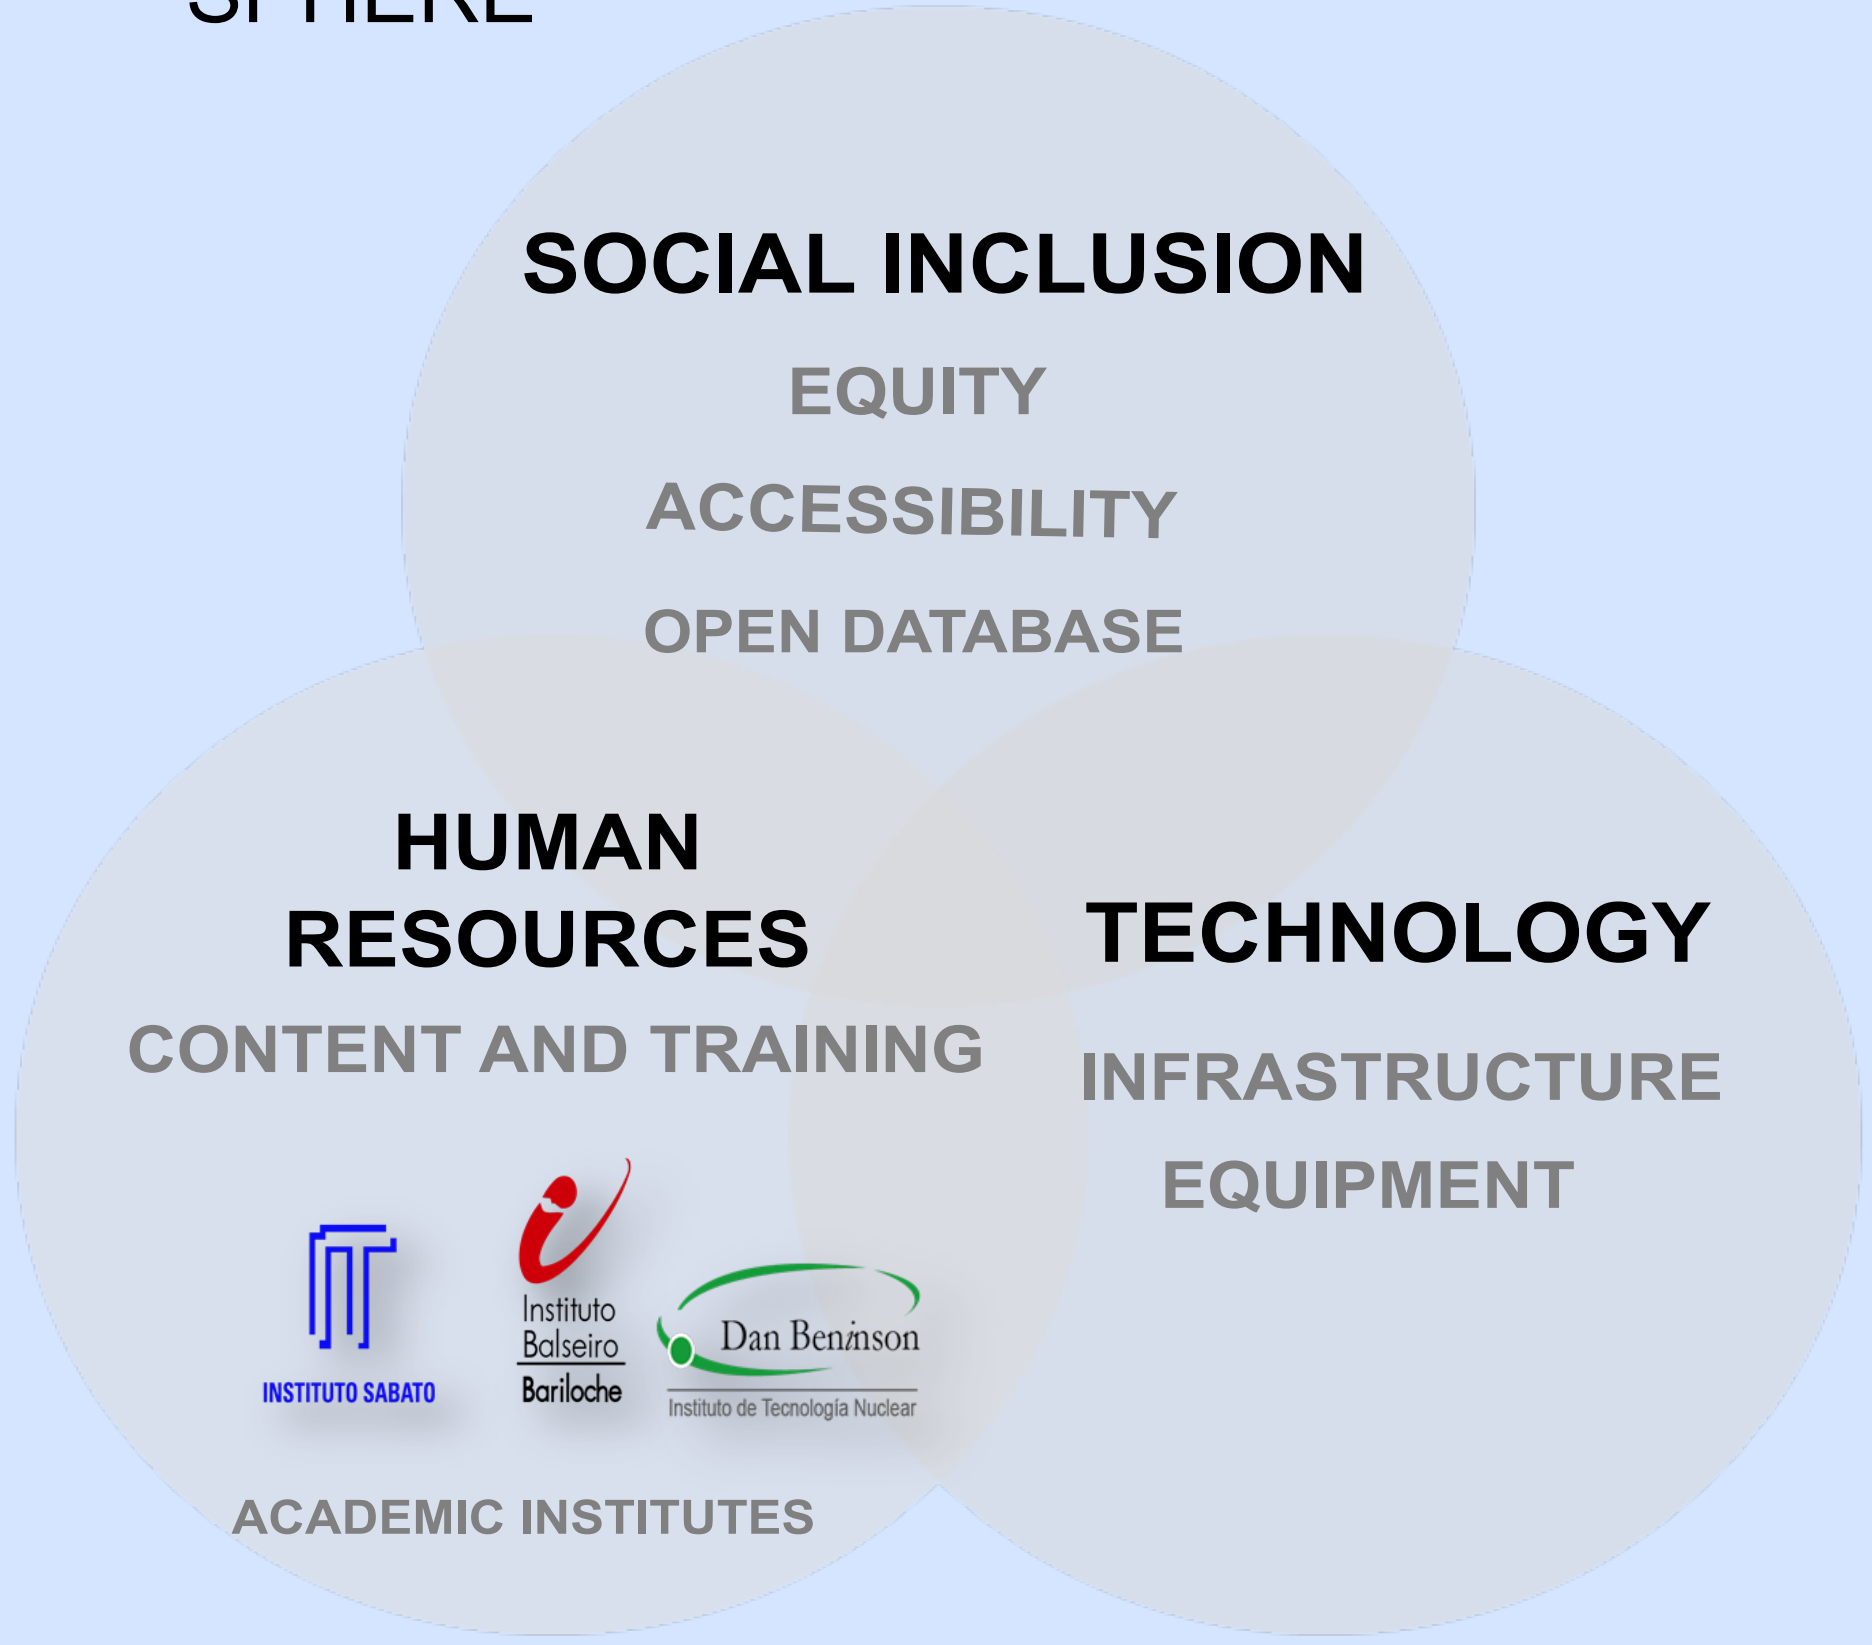 SPHERE
SOCIAL INCLUSION
EQUITY
ACCESSIBILITY
OPEN DATABASE
HUMAN
RESOURCES
CONTENT AND TRAINING
TECHNOLOGY
INFRASTRUCTURE
EQUIPMENT
INSTITUTO SABATO
Instituto
Balseiro
Bariloche
Dan Beninson
Instituto de Tecnología Nuclear
ACADEMIC INSTITUTES